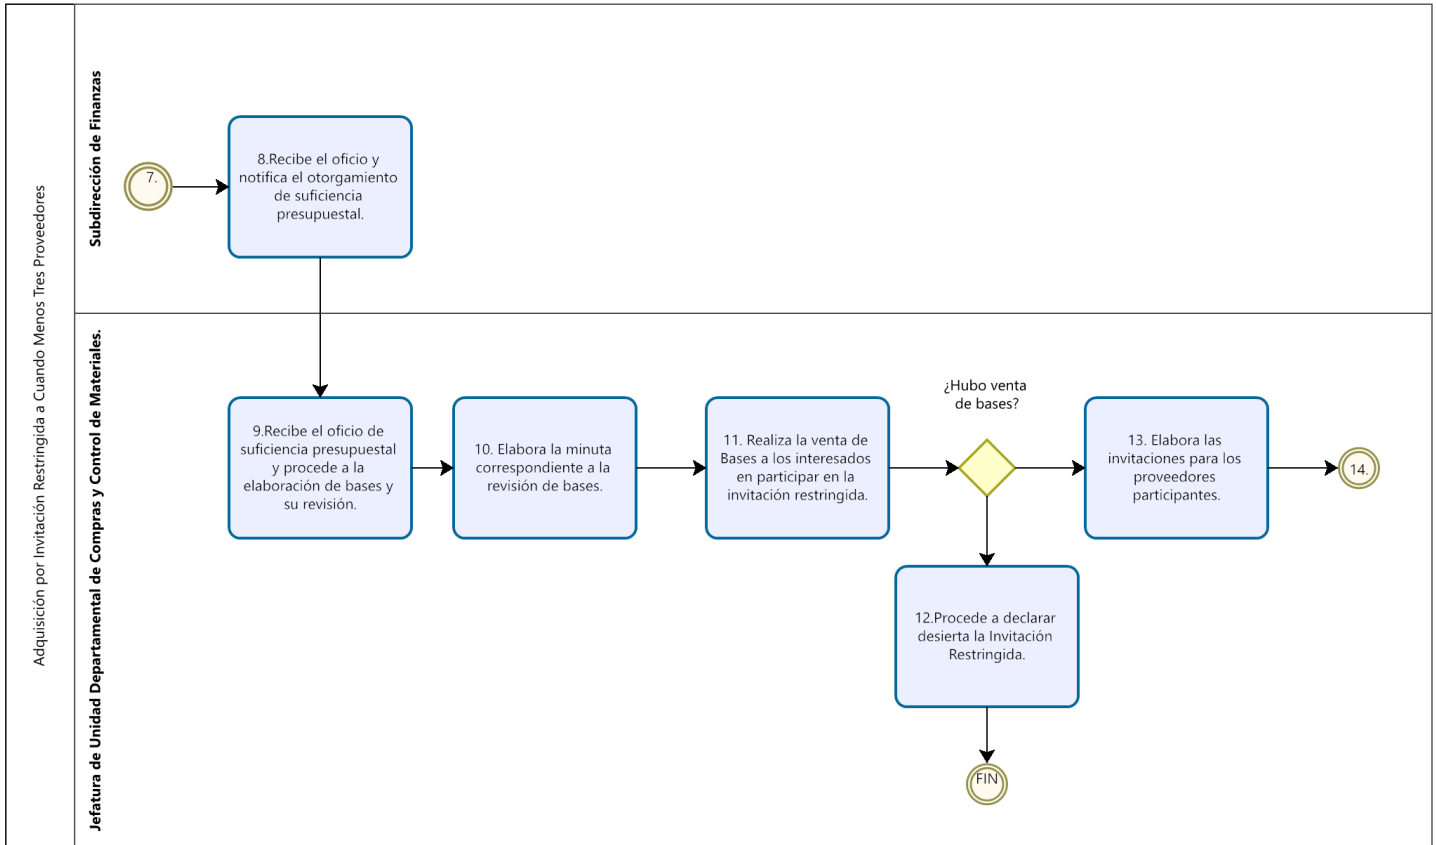 Adquisición por Invitación Restringida a Cuando Menos Tres Proveedores
Subdirección de Finanzas
7.
8.Recibe el oficio y
notifica el otorgamiento
de suficiencia
presupuestal.
Jefatura de Unidad Departamental de Compras y Control de Materiales.
9.Recibe el oficio de
suficiencia presupuestal
y procede a la
elaboración de bases y
su revisión.
10. Elabora la minuta
correspondiente a la
revisión de bases.
11. Realiza la venta de
Bases a los interesados
en participar en la
invitación restringida.
¿Hubo venta
de bases?
13. Elabora las
invitaciones para los
proveedores
participantes.
14.
12.Procede a declarar
desierta la Invitación
Restringida.
FIN